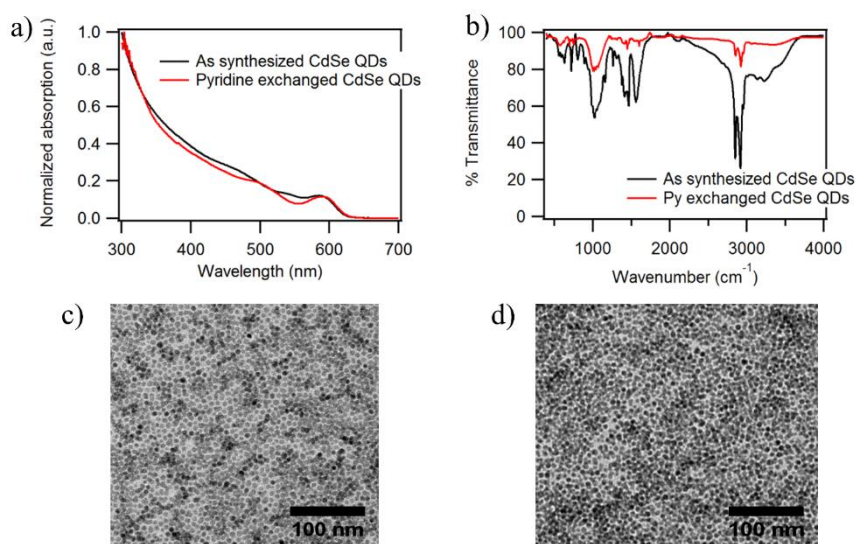 a)
Normalized absorption (a.u.)
1.0
0.8
0.6
0.4
0.2
0.0
As synthesized CdSe QDs
Pyridine exchanged CdSe QDs
300 400 500 600 700
Wavelength (nm)
b)
% Transmittance
100
80
60
40
20
0
As synthesized CdSe QDs
Py exchanged CdSe QDs
1000 2000 3000 4000
Wavenumber (cm⁻¹)
c)
100 nm
d)
100 nm